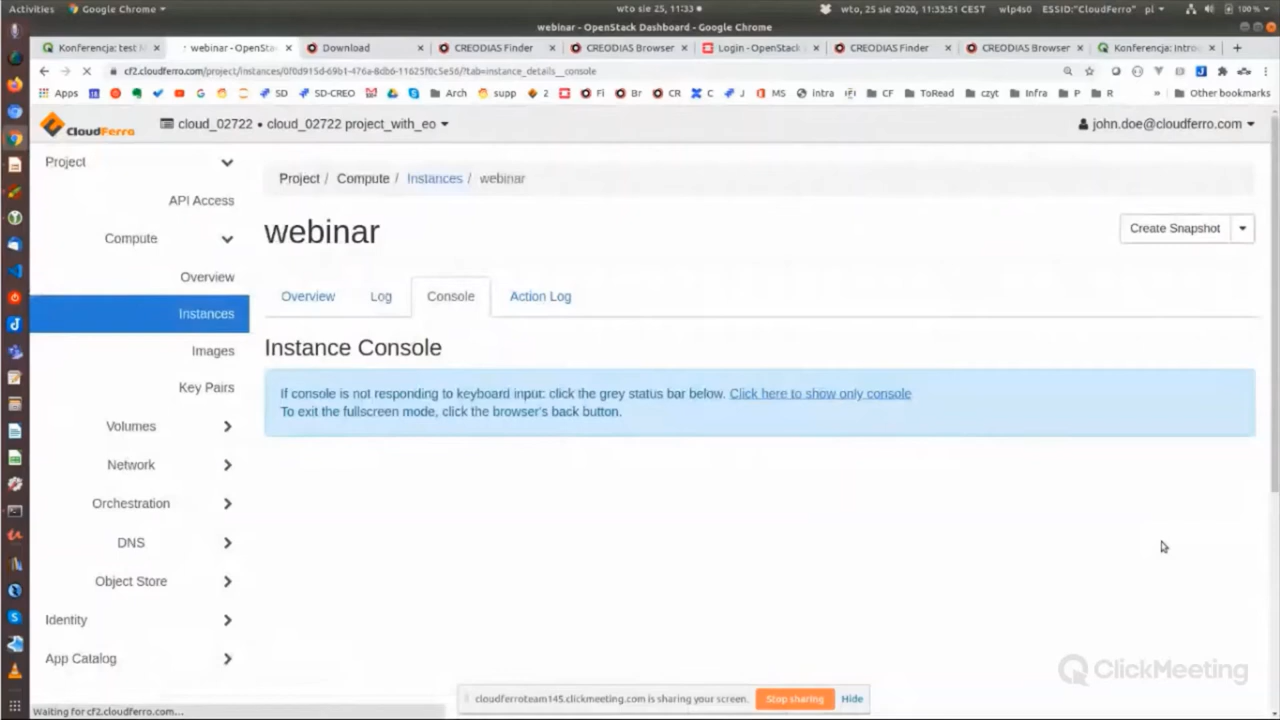 Activities Google Chrome wto sie 25, 11:33 wto, 25 sie 2020, 11:33:51 CEST wlp4s0 ESSID:"CloudFerro" pl 100 %
webinar - OpenStack Dashboard - Google Chrome
Konferencja: test M webinar - OpenSta Download CREODIAS Finder CREODIAS Browser Login - OpenStack CREODIAS Finder CREODIAS Browser Konferencja: Intro
cf2.cloudferro.com/project/instances/0f0d915d-69b1-476a-8db6-11625f0c5e56/?tab=instance_details__console
Apps SD SD-CREO Arch supp 2 Fi Br CR C J MS Intra CF ToRead czyt Infra P R » Other bookmarks
CloudFerro cloud_02722 • cloud_02722 project_with_eo john.doe@cloudferro.com
Project
API Access
Compute
Overview
Instances
Images
Key Pairs
Volumes
Network
Orchestration
DNS
Object Store
Identity
App Catalog
Project / Compute / Instances / webinar
webinar
Create Snapshot
Overview Log Console Action Log
Instance Console
If console is not responding to keyboard input: click the grey status bar below. Click here to show only console
To exit the fullscreen mode, click the browser's back button.
ClickMeeting
cloudferroteam145.clickmeeting.com is sharing your screen. Stop sharing Hide
Waiting for cf2.cloudferro.com...